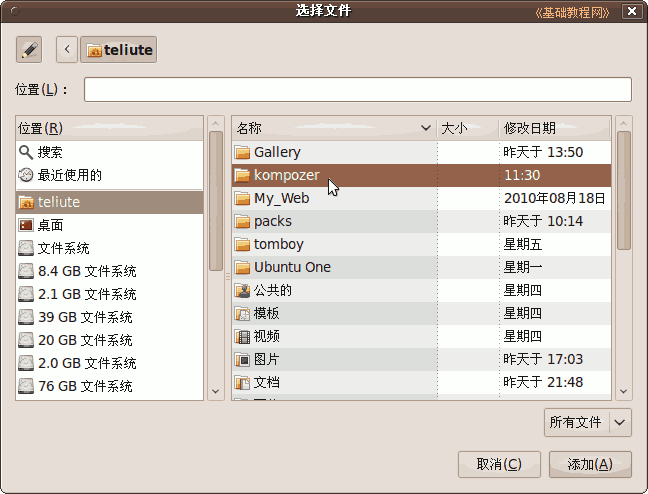 选择文件
《基础教程网》
teliute
位置(L)：
位置(R)
搜索
最近使用的
teliute
桌面
文件系统
8.4 GB 文件系统
2.1 GB 文件系统
39 GB 文件系统
20 GB 文件系统
2.0 GB 文件系统
76 GB 文件系统
名称 大小 修改日期
Gallery 昨天于 13:50
kompozer 11:30
My_Web 2010年08月18日
packs 昨天于 10:14
tomboy 星期五
Ubuntu One 星期一
公共的 星期四
模板 星期四
视频 星期四
图片 昨天于 17:03
文档 昨天于 21:48
所有文件
取消(C) 添加(A)